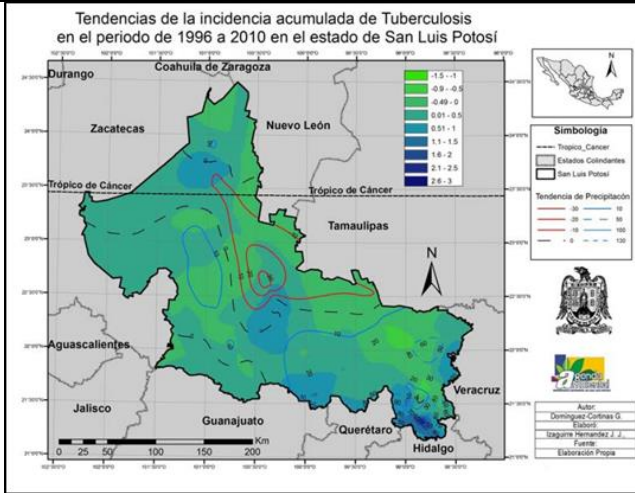 Tendencias de la incidencia acumulada de Tuberculosis
en el periodo de 1996 a 2010 en el estado de San Luis Potosí
Durango
Coahuila de Zaragoza
Zacatecas
Nuevo León
Trópico de Cáncer
Trópico de Cáncer
Tamaulipas
N
Aguascalientes
Jalisco
Guanajuato
Querétaro
Hidalgo
Veracruz
-1.5 - -1
-0.9 - -0.5
-0.49 - 0
0.01 - 0.5
0.51 - 1
1.1 - 1.5
1.6 - 2
2.1 - 2.5
2.6 - 3
0 25 50 100 150 200
Km
N
Simbología
Tropico_Cancer
Estados Colindantes
San Luis Potosí
Tendencia de Precipitación
-30 10
-20 50
-10 100
0 130
agenda
ambiental
Autor:
Domínguez-Cortinas G.
Elaboró:
Izaguirre Hernandez J. J.,
Fuente:
Elaboración Propia